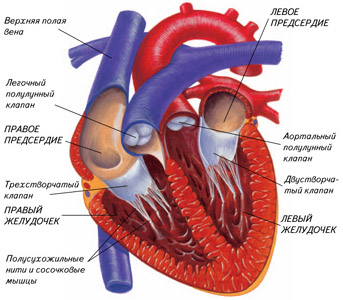 Верхняя полая
вена
Легочный
полулунный
клапан
ПРАВОЕ
ПРЕДСЕРДИЕ
Трехстворчатый
клапан
ПРАВЫЙ
ЖЕЛУДОЧЕК
Полусухожильные
нити и сосочковые
мышцы
ЛЕВОЕ
ПРЕДСЕРДИЕ
Аортальный
полулунный
клапан
Двустворча-
тый клапан
ЛЕВЫЙ
ЖЕЛУДОЧЕК